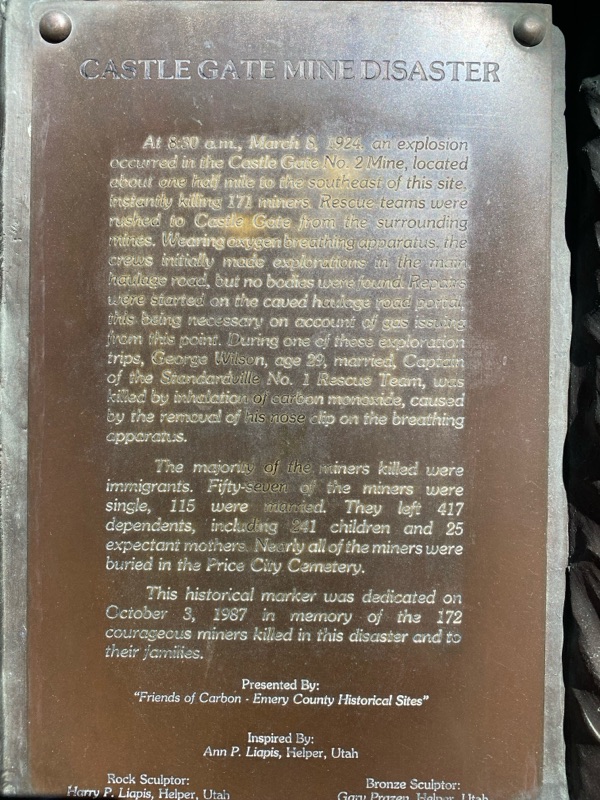 CASTLE GATE MINE DISASTER
At 8:30 a.m., March 8, 1924, an explosion
occurred in the Castle Gate No. 2 Mine, located
about one half mile to the southeast of this site,
instantly killing 171 miners. Rescue teams were
rushed to Castle Gate from the surrounding
mines. Wearing oxygen breathing apparatus, the
crews initially made explorations in the main
haulage road, but no bodies were found. Repairs
were started on the caved haulage road portal,
this being necessary on account of gas issuing
from this point. During one of these exploration
trips, George Wilson, age 29, married, Captain
of the Standardville No. 1 Rescue Team, was
killed by inhalation of carbon monoxide, caused
by the removal of his nose clip on the breathing
apparatus.
The majority of the miners killed were
immigrants. Fifty-seven of the miners were
single, 115 were married. They left 417
dependents, including 241 children and 25
expectant mothers. Nearly all of the miners were
buried in the Price City Cemetery.
This historical marker was dedicated on
October 3, 1987 in memory of the 172
courageous miners killed in this disaster and to
their families.
Presented By:
"Friends of Carbon - Emery County Historical Sites"
Inspired By:
Ann P. Liapis, Helper, Utah
Rock Sculptor:
Harry P. Liapis, Helper, Utah
Bronze Sculptor:
Gary Prazen, Helper, Utah